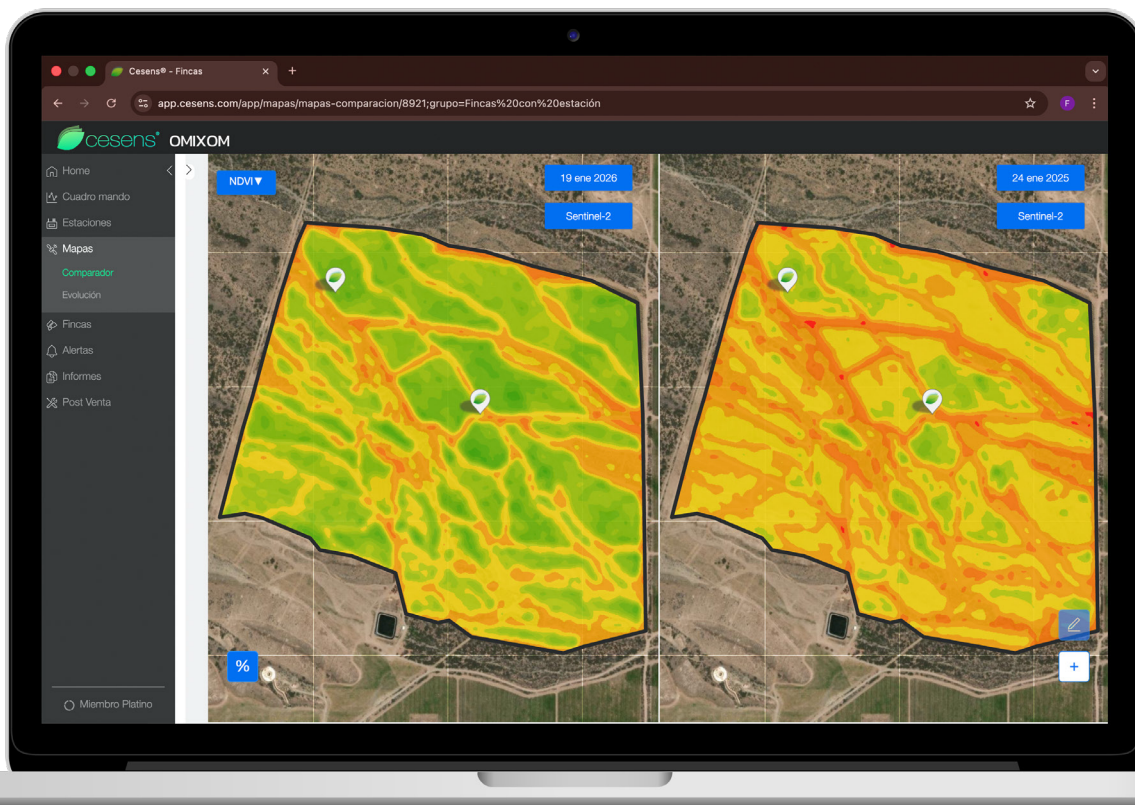 Cesens® - Fincas
app.cesens.com/app/mapas/mapas-comparacion/8921;grupo=Fincas%20con%20estación
F
cesens® OMIXOM
Home
Cuadro mando
Estaciones
Mapas
Comparador
Evolución
Fincas
Alertas
Informes
Post Venta
Miembro Platino
NDVI▼
19 ene 2026
Sentinel-2
%
24 ene 2025
Sentinel-2
+